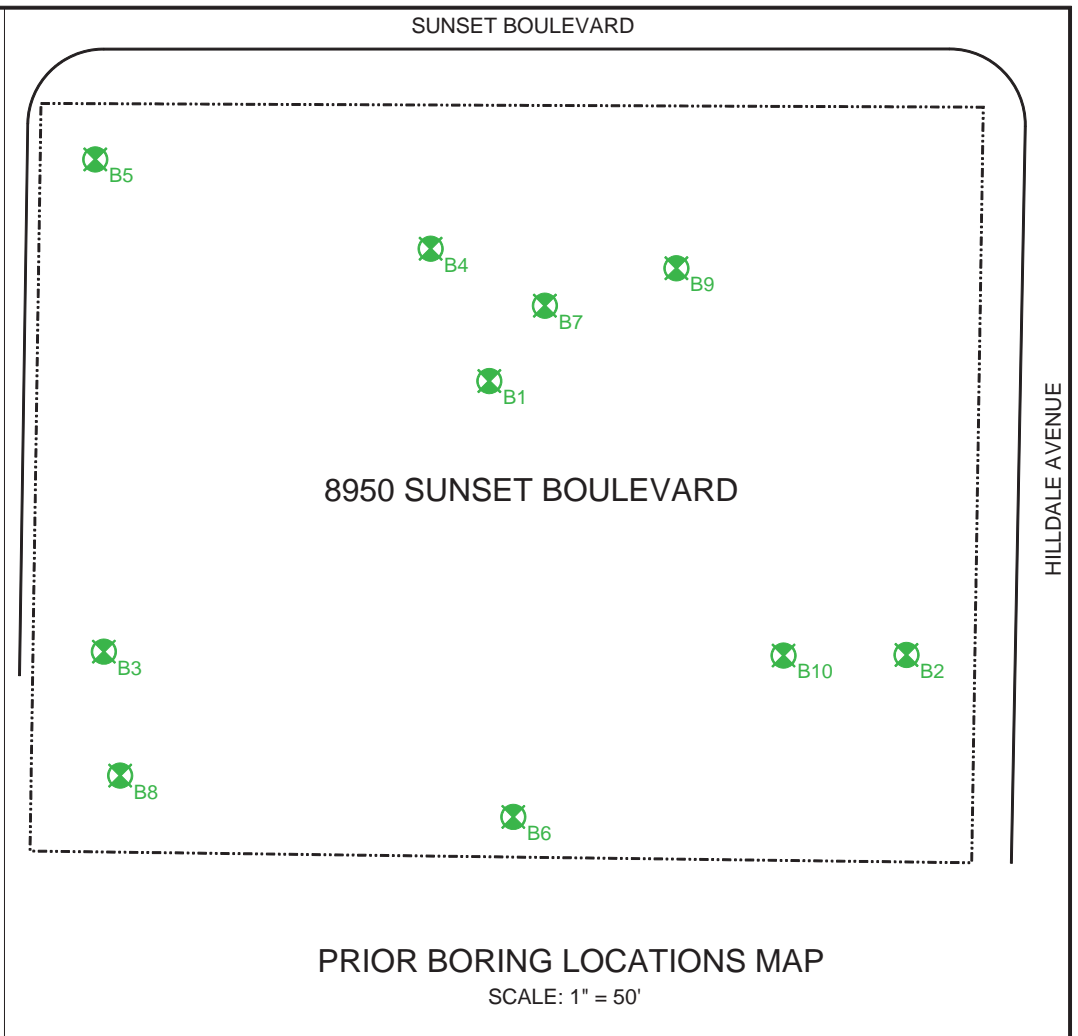 SUNSET BOULEVARD
B5
B4
B9
B7
B1
HILLDALE AVENUE
8950 SUNSET BOULEVARD
B3
B10
B2
B8
B6
PRIOR BORING LOCATIONS MAP
SCALE: 1" = 50'